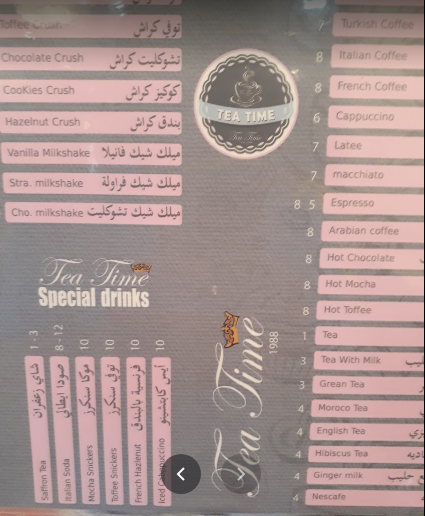 Toffee Crush توفي كراش
Chocolate Crush تشوكليت كراش
CooKies Crush كوكيز كراش
Hazelnut Crush بندق كراش
Vanilla Milkshake ميلك شيك فانيلا
Stra. milkshake ميلك شيك فراولة
Cho. milkshake ميلك شيك تشوكليت
TEA TIME
Tea Time
Tea Time
Special drinks
1 3 شاي زعفران Saffron Tea
8 12 صودا ايطالي Italian Soda
10 موكا سنكرز Mocha Snickers
10 توفي سنكرز Toffee Snickers
10 فرنسية بالبندق French Hazlenut
10 ايس كابتشينو Iced Cappuccino
Tea Time
1988
7 Turkish Coffee
8 Italian Coffee
8 French Coffee
6 Cappuccino
7 Latee
7 macchiato
8 5 Espresso
8 Arabian coffee
8 Hot Chocolate
8 Hot Mocha
8 Hot Toffee
1 Tea
3 Tea With Milk
3 Grean Tea
4 Moroco Tea
4 English Tea
4 Hibiscus Tea
4 Ginger milk حليب
4 Nescafe